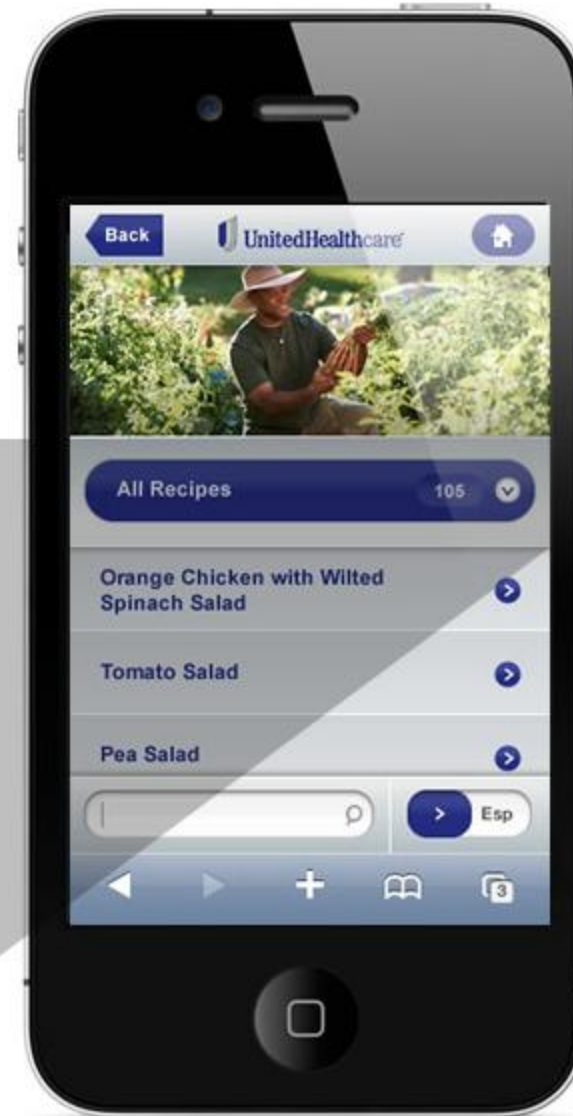 Back
UnitedHealthcare
All Recipes 105
Orange Chicken with Wilted
Spinach Salad
Tomato Salad
Pea Salad
Esp
3